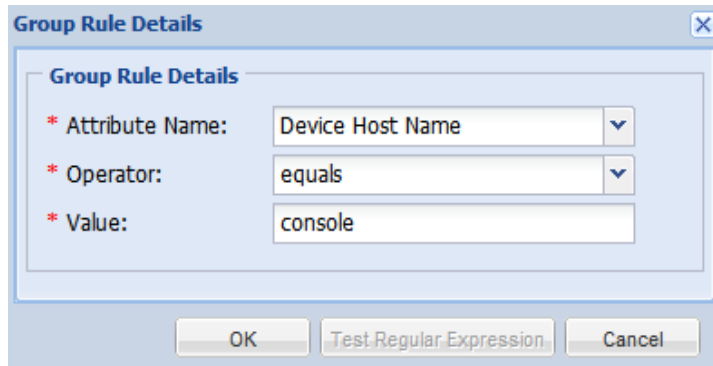 Group Rule Details
Group Rule Details
* Attribute Name: Device Host Name
* Operator: equals
* Value: console
OK Test Regular Expression Cancel